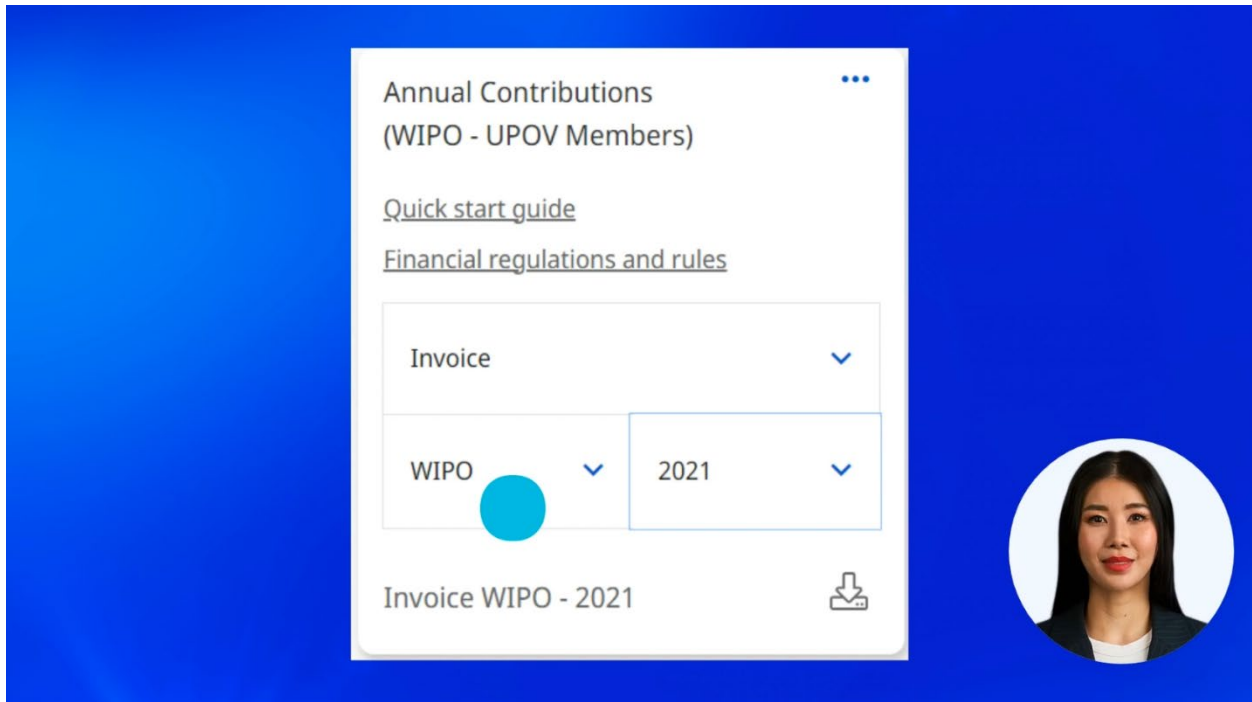 Annual Contributions
(WIPO - UPOV Members)
Quick start guide
Financial regulations and rules
Invoice
WIPO
2021
Invoice WIPO - 2021